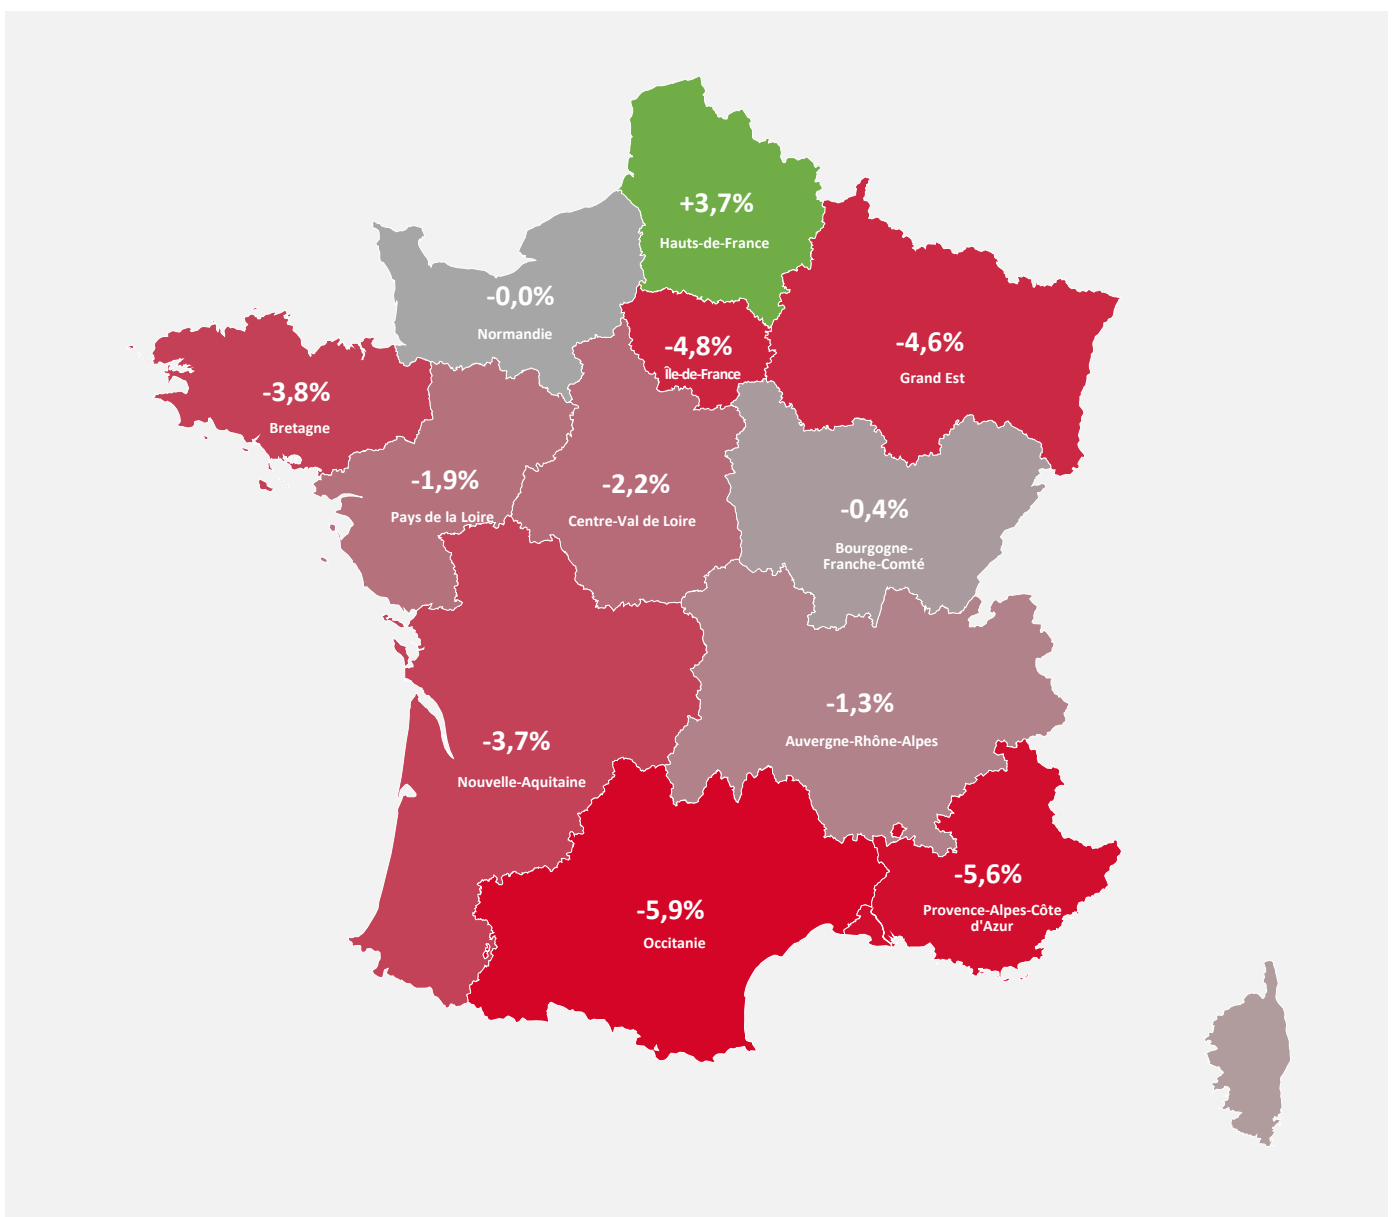 +3,7%
Hauts-de-France
-0,0%
Normandie
-4,8%
Île-de-France
-4,6%
Grand Est
-3,8%
Bretagne
-1,9%
Pays de la Loire
-2,2%
Centre-Val de Loire
-0,4%
Bourgogne-
Franche-Comté
-3,7%
Nouvelle-Aquitaine
-1,3%
Auvergne-Rhône-Alpes
-5,9%
Occitanie
-5,6%
Provence-Alpes-Côte
d'Azur